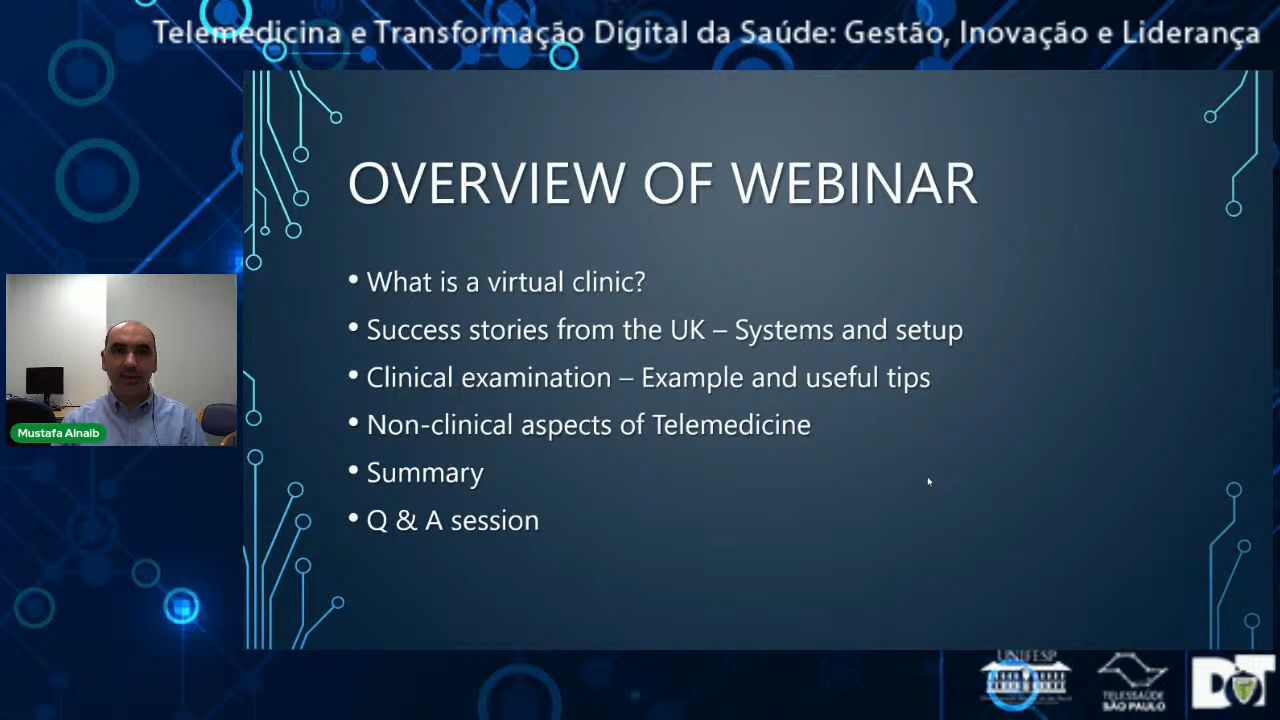 Telemedicina e Transformação Digital da Saúde: Gestão, Inovação e Liderança
OVERVIEW OF WEBINAR
• What is a virtual clinic?
• Success stories from the UK – Systems and setup
• Clinical examination – Example and useful tips
• Non-clinical aspects of Telemedicine
• Summary
• Q & A session
Mustafa Alnaib
UNIFESP
TELESSAÚDE
SÃO PAULO
DT